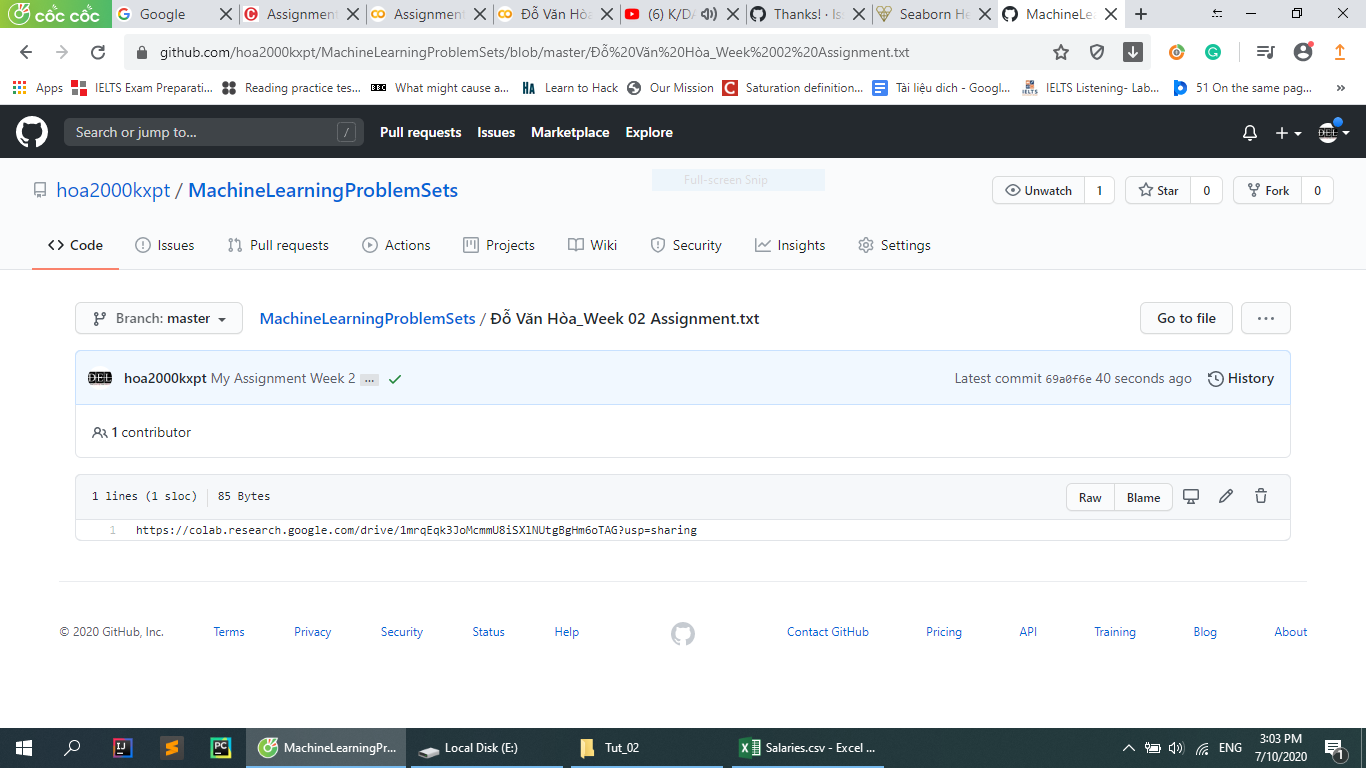 cốc cốc
Google
Assignment
Assignment
Đỗ Văn Hòa
(6) K/DA
Thanks! · Iss
Seaborn He
MachineLe
github.com/hoa2000kxpt/MachineLearningProblemSets/blob/master/Đỗ%20Văn%20Hòa_Week%2002%20Assignment.txt
Apps
IELTS Exam Preparati...
Reading practice tes...
BBC
What might cause a...
HA
Learn to Hack
Our Mission
Saturation definition...
Tài liệu dich - Googl...
IELTS Listening- Lab...
51 On the same pag...
»
Search or jump to...
/
Pull requests
Issues
Marketplace
Explore
hoa2000kxpt / MachineLearningProblemSets
Full-screen Snip
Unwatch
1
Star
0
Fork
0
Code
Issues
Pull requests
Actions
Projects
Wiki
Security
Insights
Settings
Branch: master
MachineLearningProblemSets / Đỗ Văn Hòa_Week 02 Assignment.txt
Go to file
...
hoa2000kxpt My Assignment Week 2 ...
Latest commit 69a0f6e 40 seconds ago
History
1 contributor
1 lines (1 sloc)
85 Bytes
Raw
Blame
1
https://colab.research.google.com/drive/1mrqEqk3JoMcmmU8iSXlNUtgBgHm6oTAG?usp=sharing
© 2020 GitHub, Inc.
Terms
Privacy
Security
Status
Help
Contact GitHub
Pricing
API
Training
Blog
About
MachineLearningPr...
Local Disk (E:)
Tut_02
Salaries.csv - Excel ...
ENG
3:03 PM
7/10/2020
1